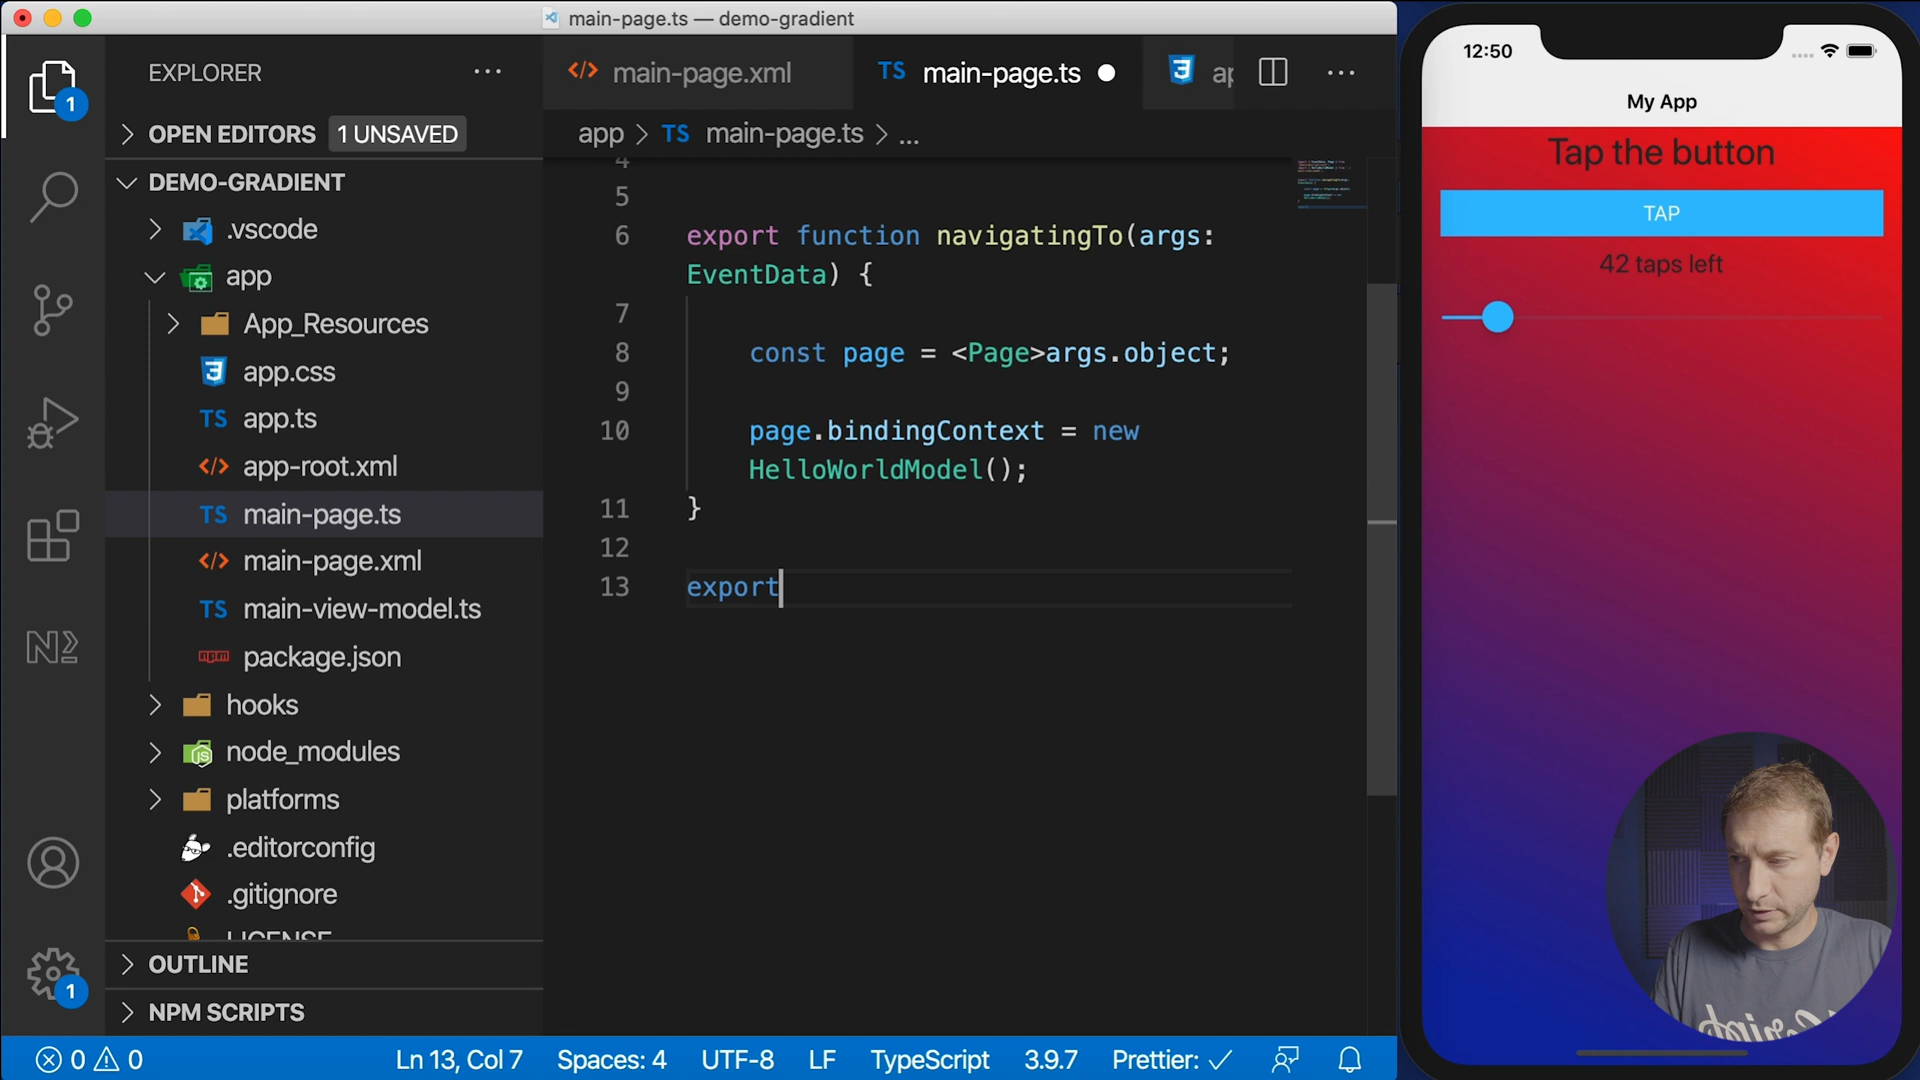 main-page.ts — demo-gradient
EXPLORER
OPEN EDITORS 1 UNSAVED
DEMO-GRADIENT
.vscode
app
App_Resources
app.css
TS app.ts
app-root.xml
TS main-page.ts
main-page.xml
TS main-view-model.ts
package.json
hooks
node_modules
platforms
.editorconfig
.gitignore
LICENSE
OUTLINE
NPM SCRIPTS
main-page.xml
TS main-page.ts
ap
app > TS main-page.ts > ...
4
5
6 export function navigatingTo(args:
EventData) {
7
8 const page = <Page>args.object;
9
10 page.bindingContext = new
HelloWorldModel();
11 }
12
13 export
0 0
Ln 13, Col 7
Spaces: 4
UTF-8
LF
TypeScript
3.9.7
Prettier: ✓
12:50
My App
Tap the button
TAP
42 taps left
1
1